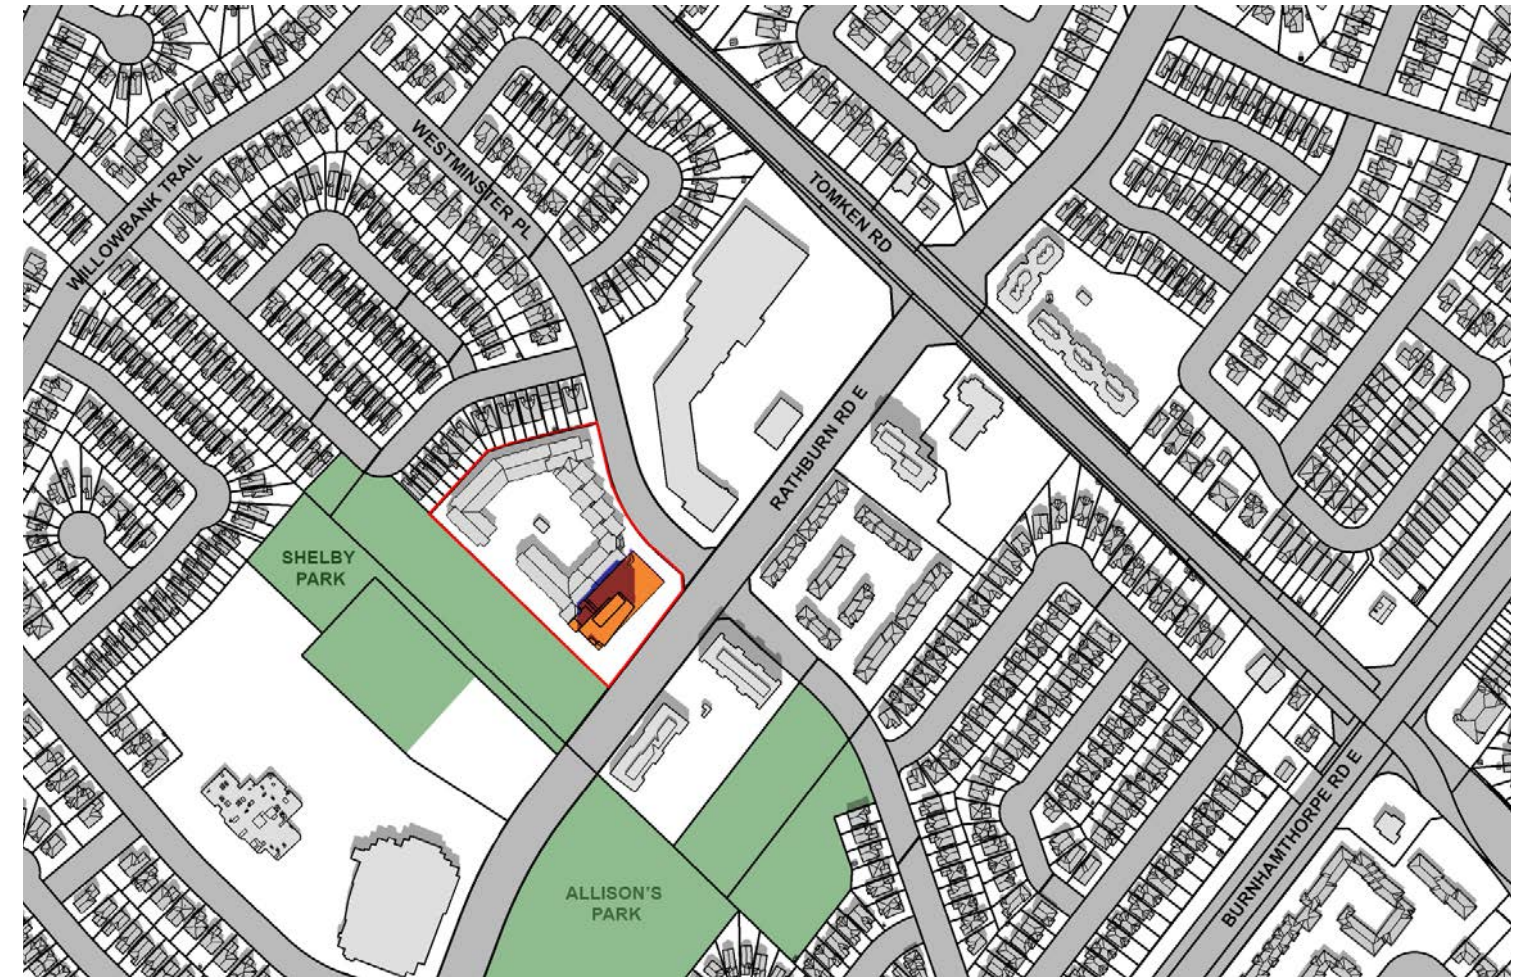 WESTMINSTER PL
WILLOWBANK TRAIL
TOMKEN RD
RATHBURN RD E
SHELBY
PARK
ALLISON'S
PARK
BURNHAMTHORPE RD E